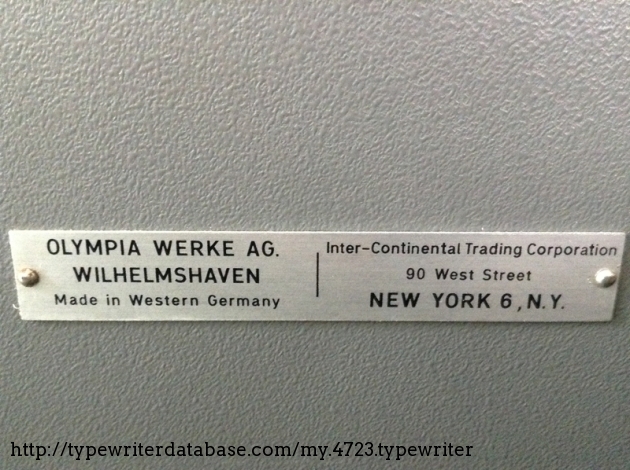 OLYMPIA WERKE AG.
WILHELMSHAVEN
Made in Western Germany
Inter-Continental Trading Corporation
90 West Street
NEW YORK 6, N.Y.
http://typewriterdatabase.com/my.4723.typewriter